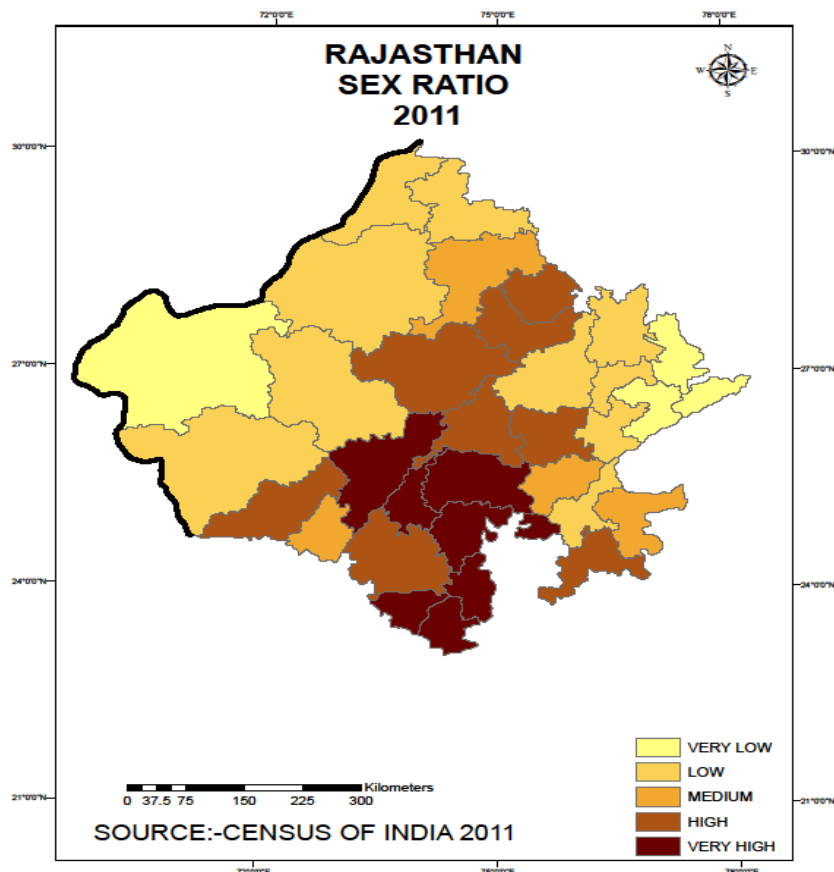 72°0'0"E 75°0'0"E 78°0'0"E
RAJASTHAN
SEX RATIO
2011
N
W E
S
30°0'0"N 30°0'0"N
27°0'0"N 27°0'0"N
24°0'0"N 24°0'0"N
21°0'0"N 21°0'0"N
VERY LOW
LOW
MEDIUM
HIGH
VERY HIGH
Kilometers
0 37.5 75 150 225 300
SOURCE:-CENSUS OF INDIA 2011
75°0'0"E